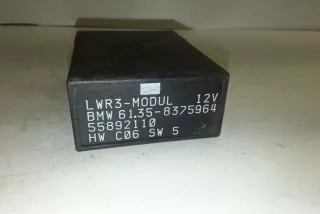 LWR3-MODUL 12V
BMW 61.35-8375964
55892110
HW C06 SW 5